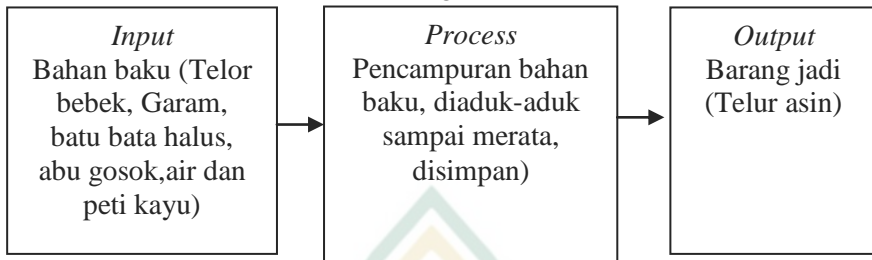 Input
Bahan baku (Telor
bebek, Garam,
batu bata halus,
abu gosok,air dan
peti kayu)
Process
Pencampuran bahan
baku, diaduk-aduk
sampai merata,
disimpan)
Output
Barang jadi
(Telur asin)